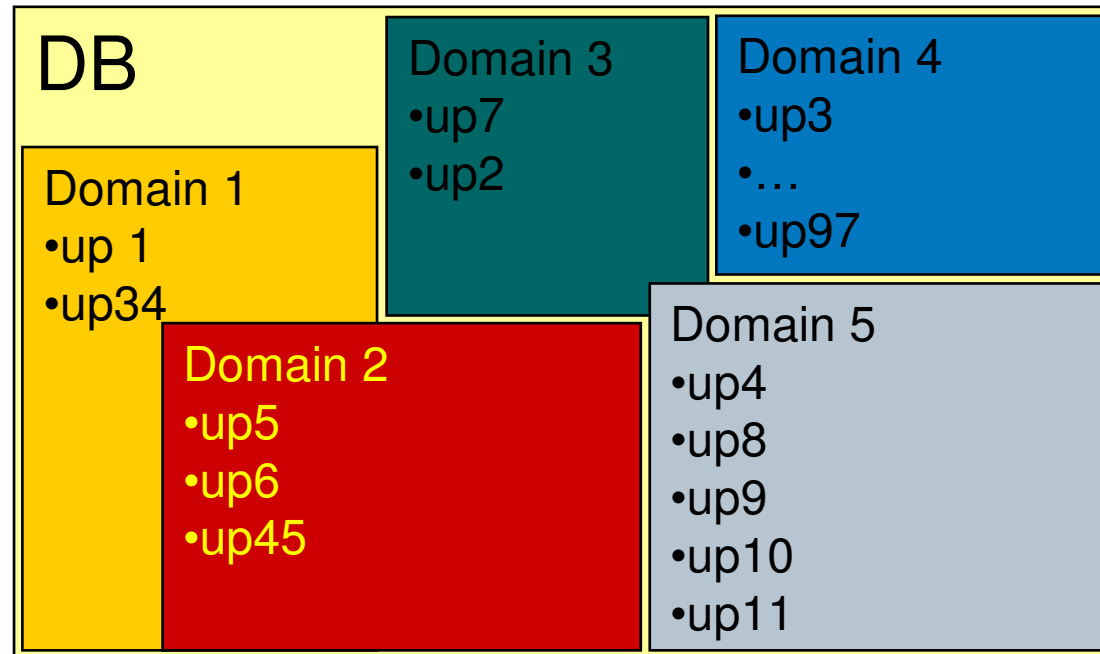 DB
Domain 1
•up 1
•up34
Domain 2
•up5
•up6
•up45
Domain 3
•up7
•up2
Domain 4
•up3
•…
•up97
Domain 5
•up4
•up8
•up9
•up10
•up11